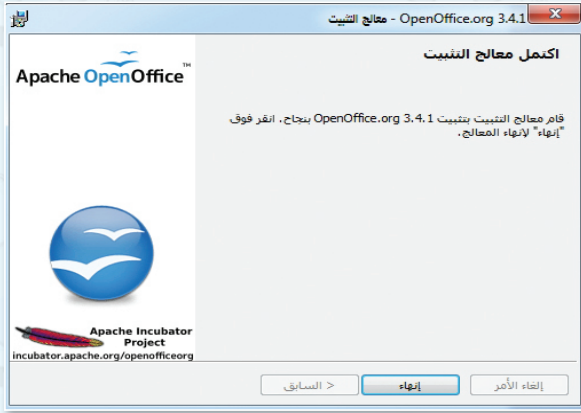 OpenOffice.org 3.4.1 - معالج التثبيت
Apache OpenOffice™
اكتمل معالج التثبيت
قام معالج التثبيت بتثبيت OpenOffice.org 3.4.1 بنجاح. انقر فوق
"إنهاء" لإنهاء المعالج.
Apache Incubator
Project
incubator.apache.org/openofficeorg
< السابق
إنهاء
إلغاء الأمر